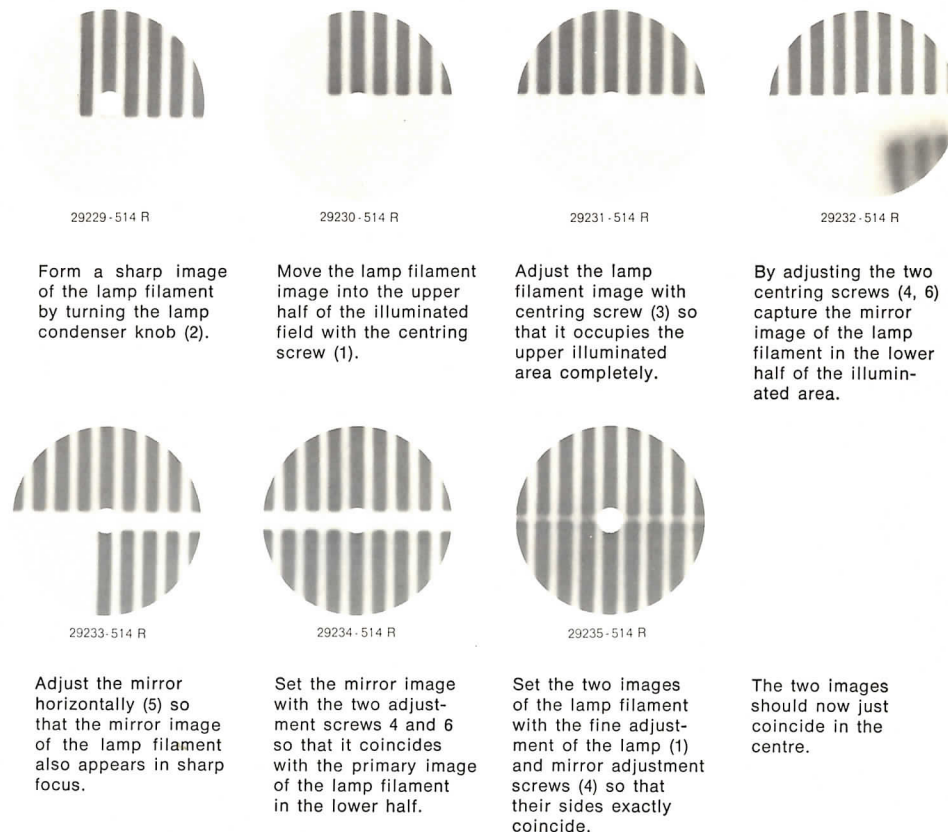 29229-514 R
29230-514 R
29231-514 R
29232-514 R
Form a sharp image
of the lamp filament
by turning the lamp
condenser knob (2).
Move the lamp filament
image into the upper
half of the illuminated
field with the centring
screw (1).
Adjust the lamp
filament image with
centring screw (3) so
that it occupies the
upper illuminated
area completely.
By adjusting the two
centring screws (4, 6)
capture the mirror
image of the lamp
filament in the lower
half of the illumin-
ated area.
29233-514 R
29234-514 R
29235-514 R
Adjust the mirror
horizontally (5) so
that the mirror image
of the lamp filament
also appears in sharp
focus.
Set the mirror image
with the two adjust-
ment screws 4 and 6
so that it coincides
with the primary image
of the lamp filament
in the lower half.
Set the two images
of the lamp filament
with the fine adjust-
ment of the lamp (1)
and mirror adjustment
screws (4) so that
their sides exactly
coincide.
The two images
should now just
coincide in the
centre.